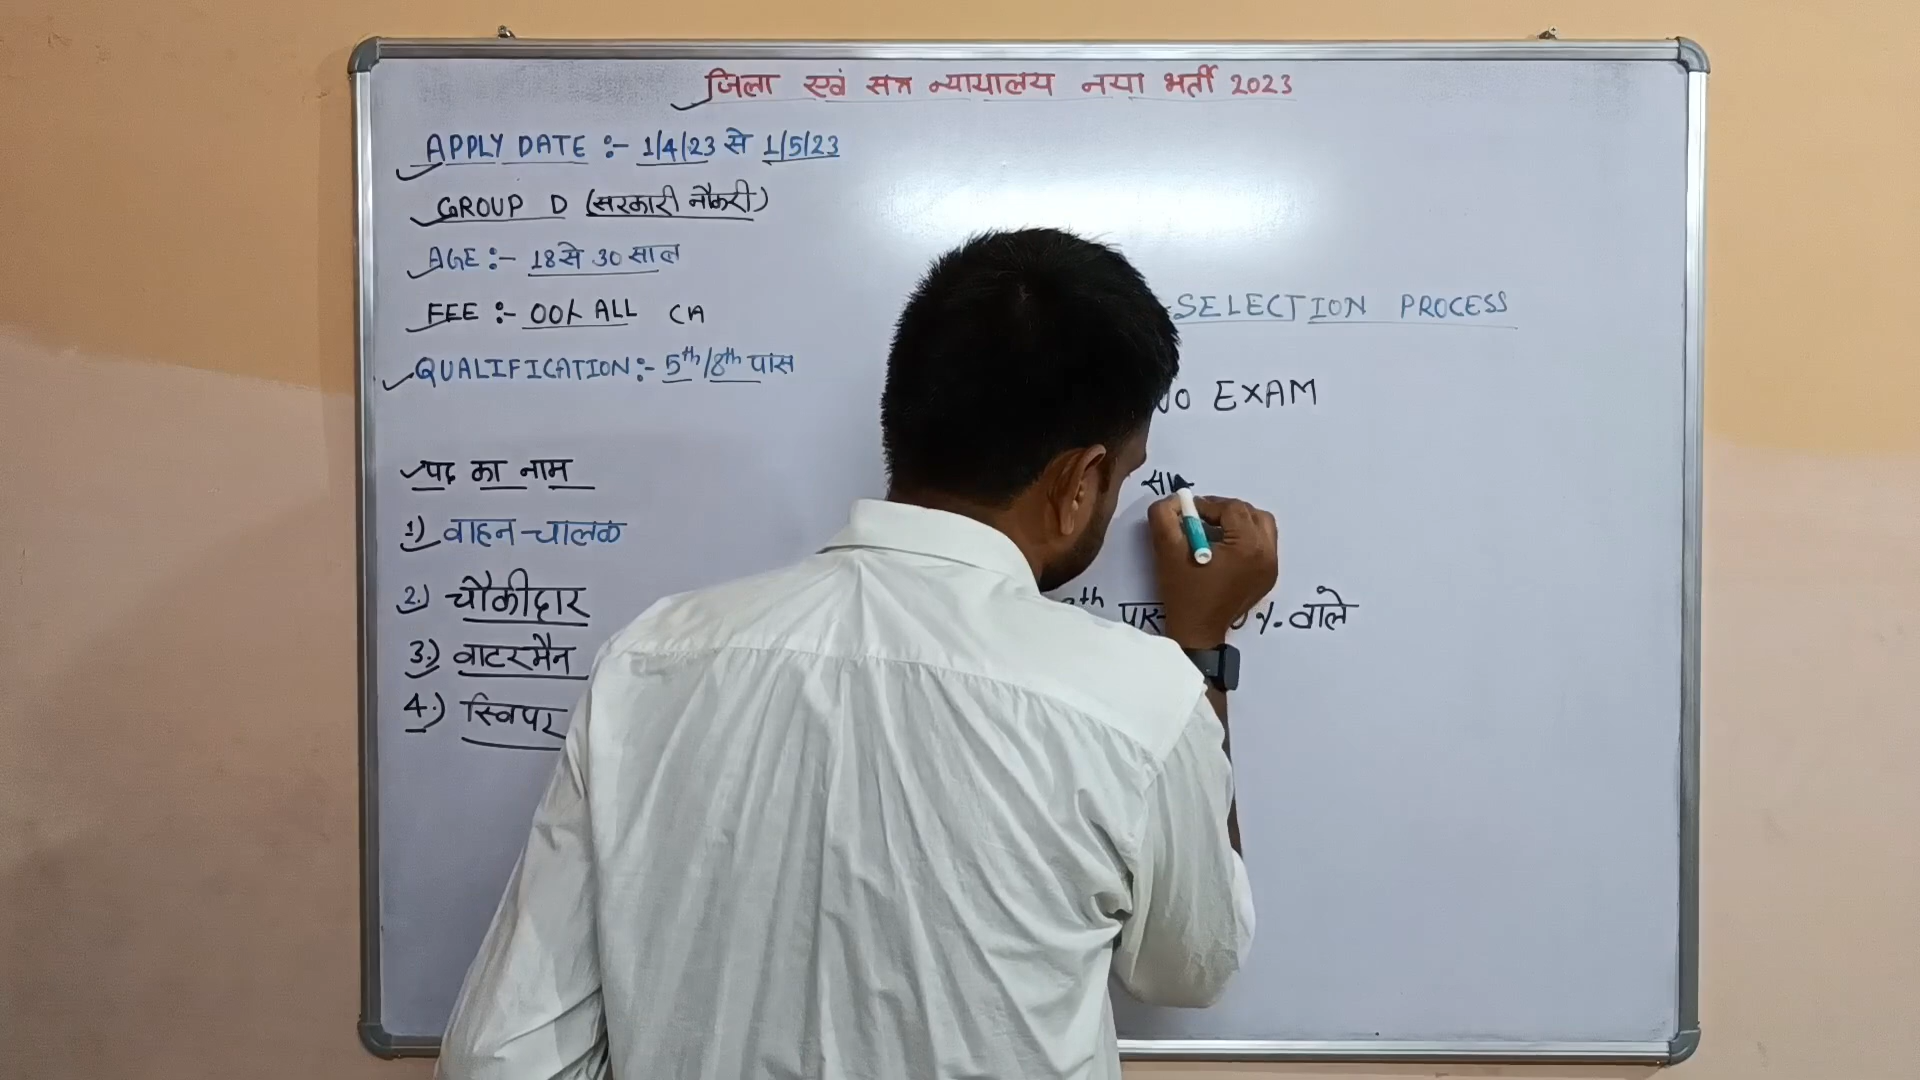 जिला एवं सत्र न्यायालय नया भर्ती 2023
APPLY DATE :- 1/4/23 से 1/5/23
GROUP D (सरकारी नौकरी)
AGE :- 18 से 30 साल
FEE :- 00/- ALL CA
QUALIFICATION :- 5th/8th पास
पद का नाम
1) वाहन-चालक
2.) चौकीदार
3.) वाटरमैन
4.) स्विपर
SELECTION PROCESS
EXAM
वाले